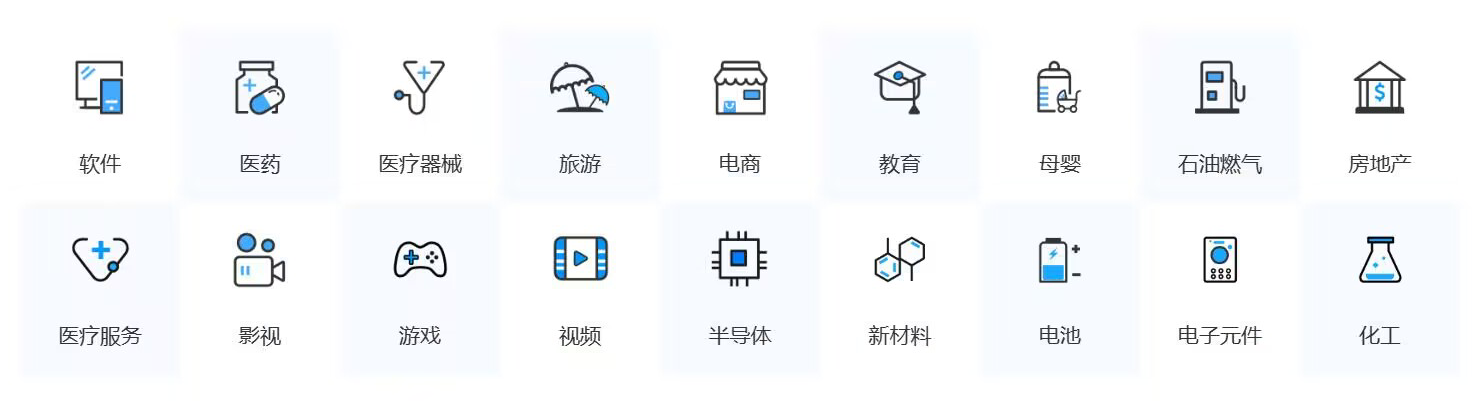 软件 医药 医疗器械 旅游 电商 教育 母婴 石油燃气 房地产
医疗服务 影视 游戏 视频 半导体 新材料 电池 电子元件 化工